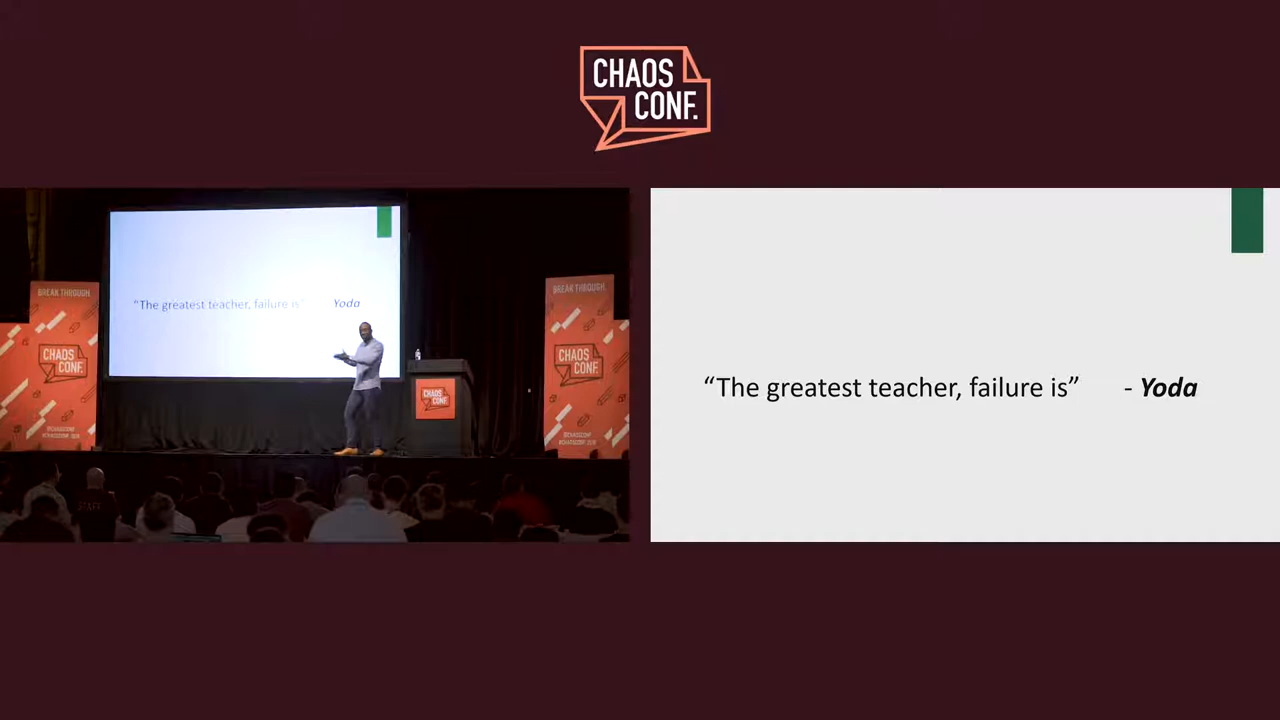 CHAOS
CONF.
“The greatest teacher, failure is” Yoda
BREAK THROUGH.
CHAOS
CONF.
CHAOS
CONF.
BREAK THROUGH.
CHAOS
CONF.
STAFF
“The greatest teacher, failure is” - Yoda